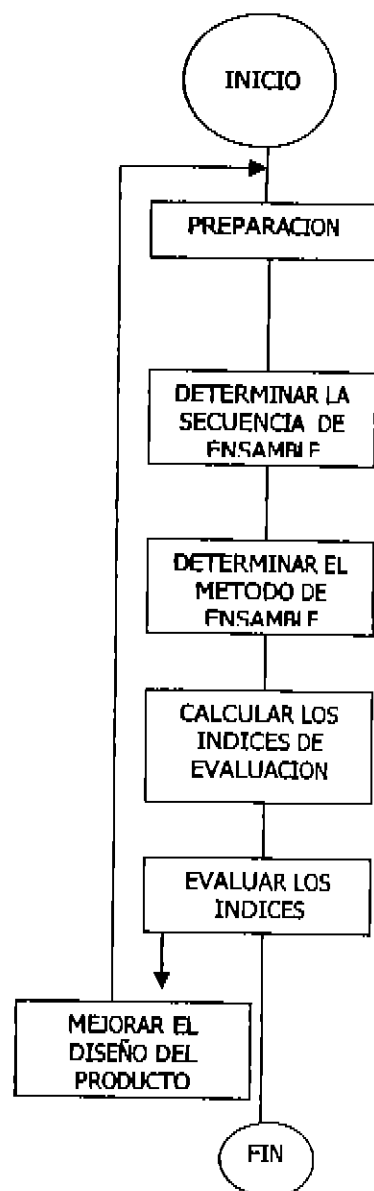 INICIO
PREPARACION
DETERMINAR LA
SECUENCIA DE
ENSAMBLE
DETERMINAR EL
METODO DE
ENSAMBLE
CALCULAR LOS
INDICES DE
EVALUACION
EVALUAR LOS
INDICES
MEJORAR EL
DISEÑO DEL
PRODUCTO
FIN